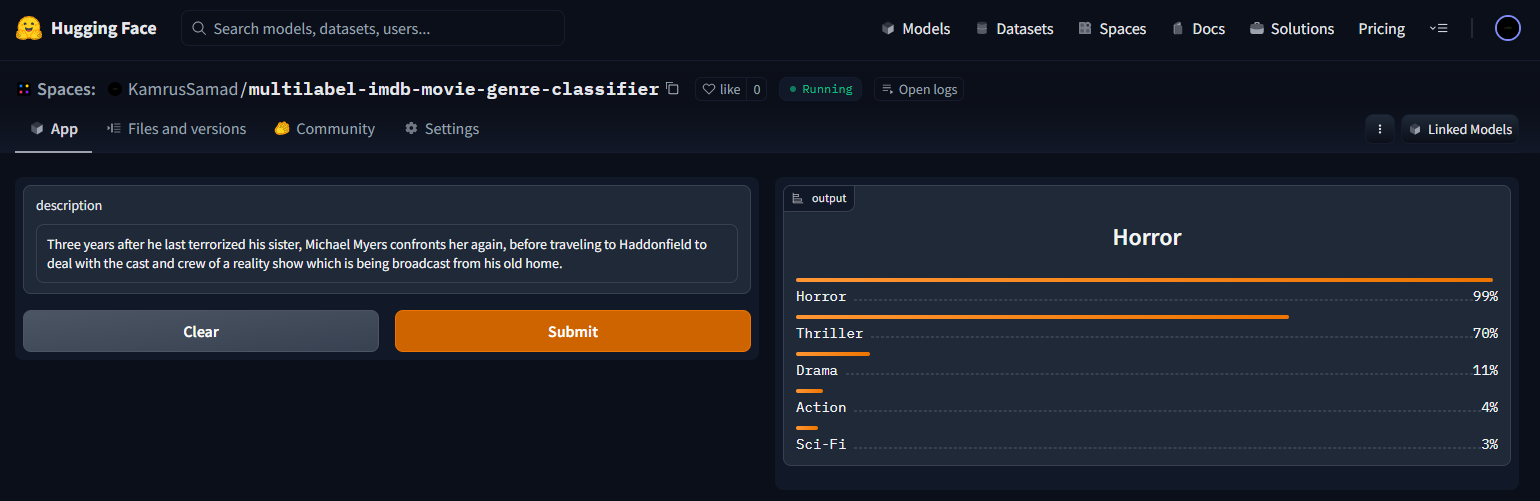 Hugging Face
Search models, datasets, users...
Models
Datasets
Spaces
Docs
Solutions
Pricing
Spaces:
KamrusSamad/multilabel-imdb-movie-genre-classifier
like 0
Running
Open logs
App
Files and versions
Community
Settings
Linked Models
description
Three years after he last terrorized his sister, Michael Myers confronts her again, before traveling to Haddonfield to
deal with the cast and crew of a reality show which is being broadcast from his old home.
Clear
Submit
output
Horror
Horror 99%
Thriller 70%
Drama 11%
Action 4%
Sci-Fi 3%